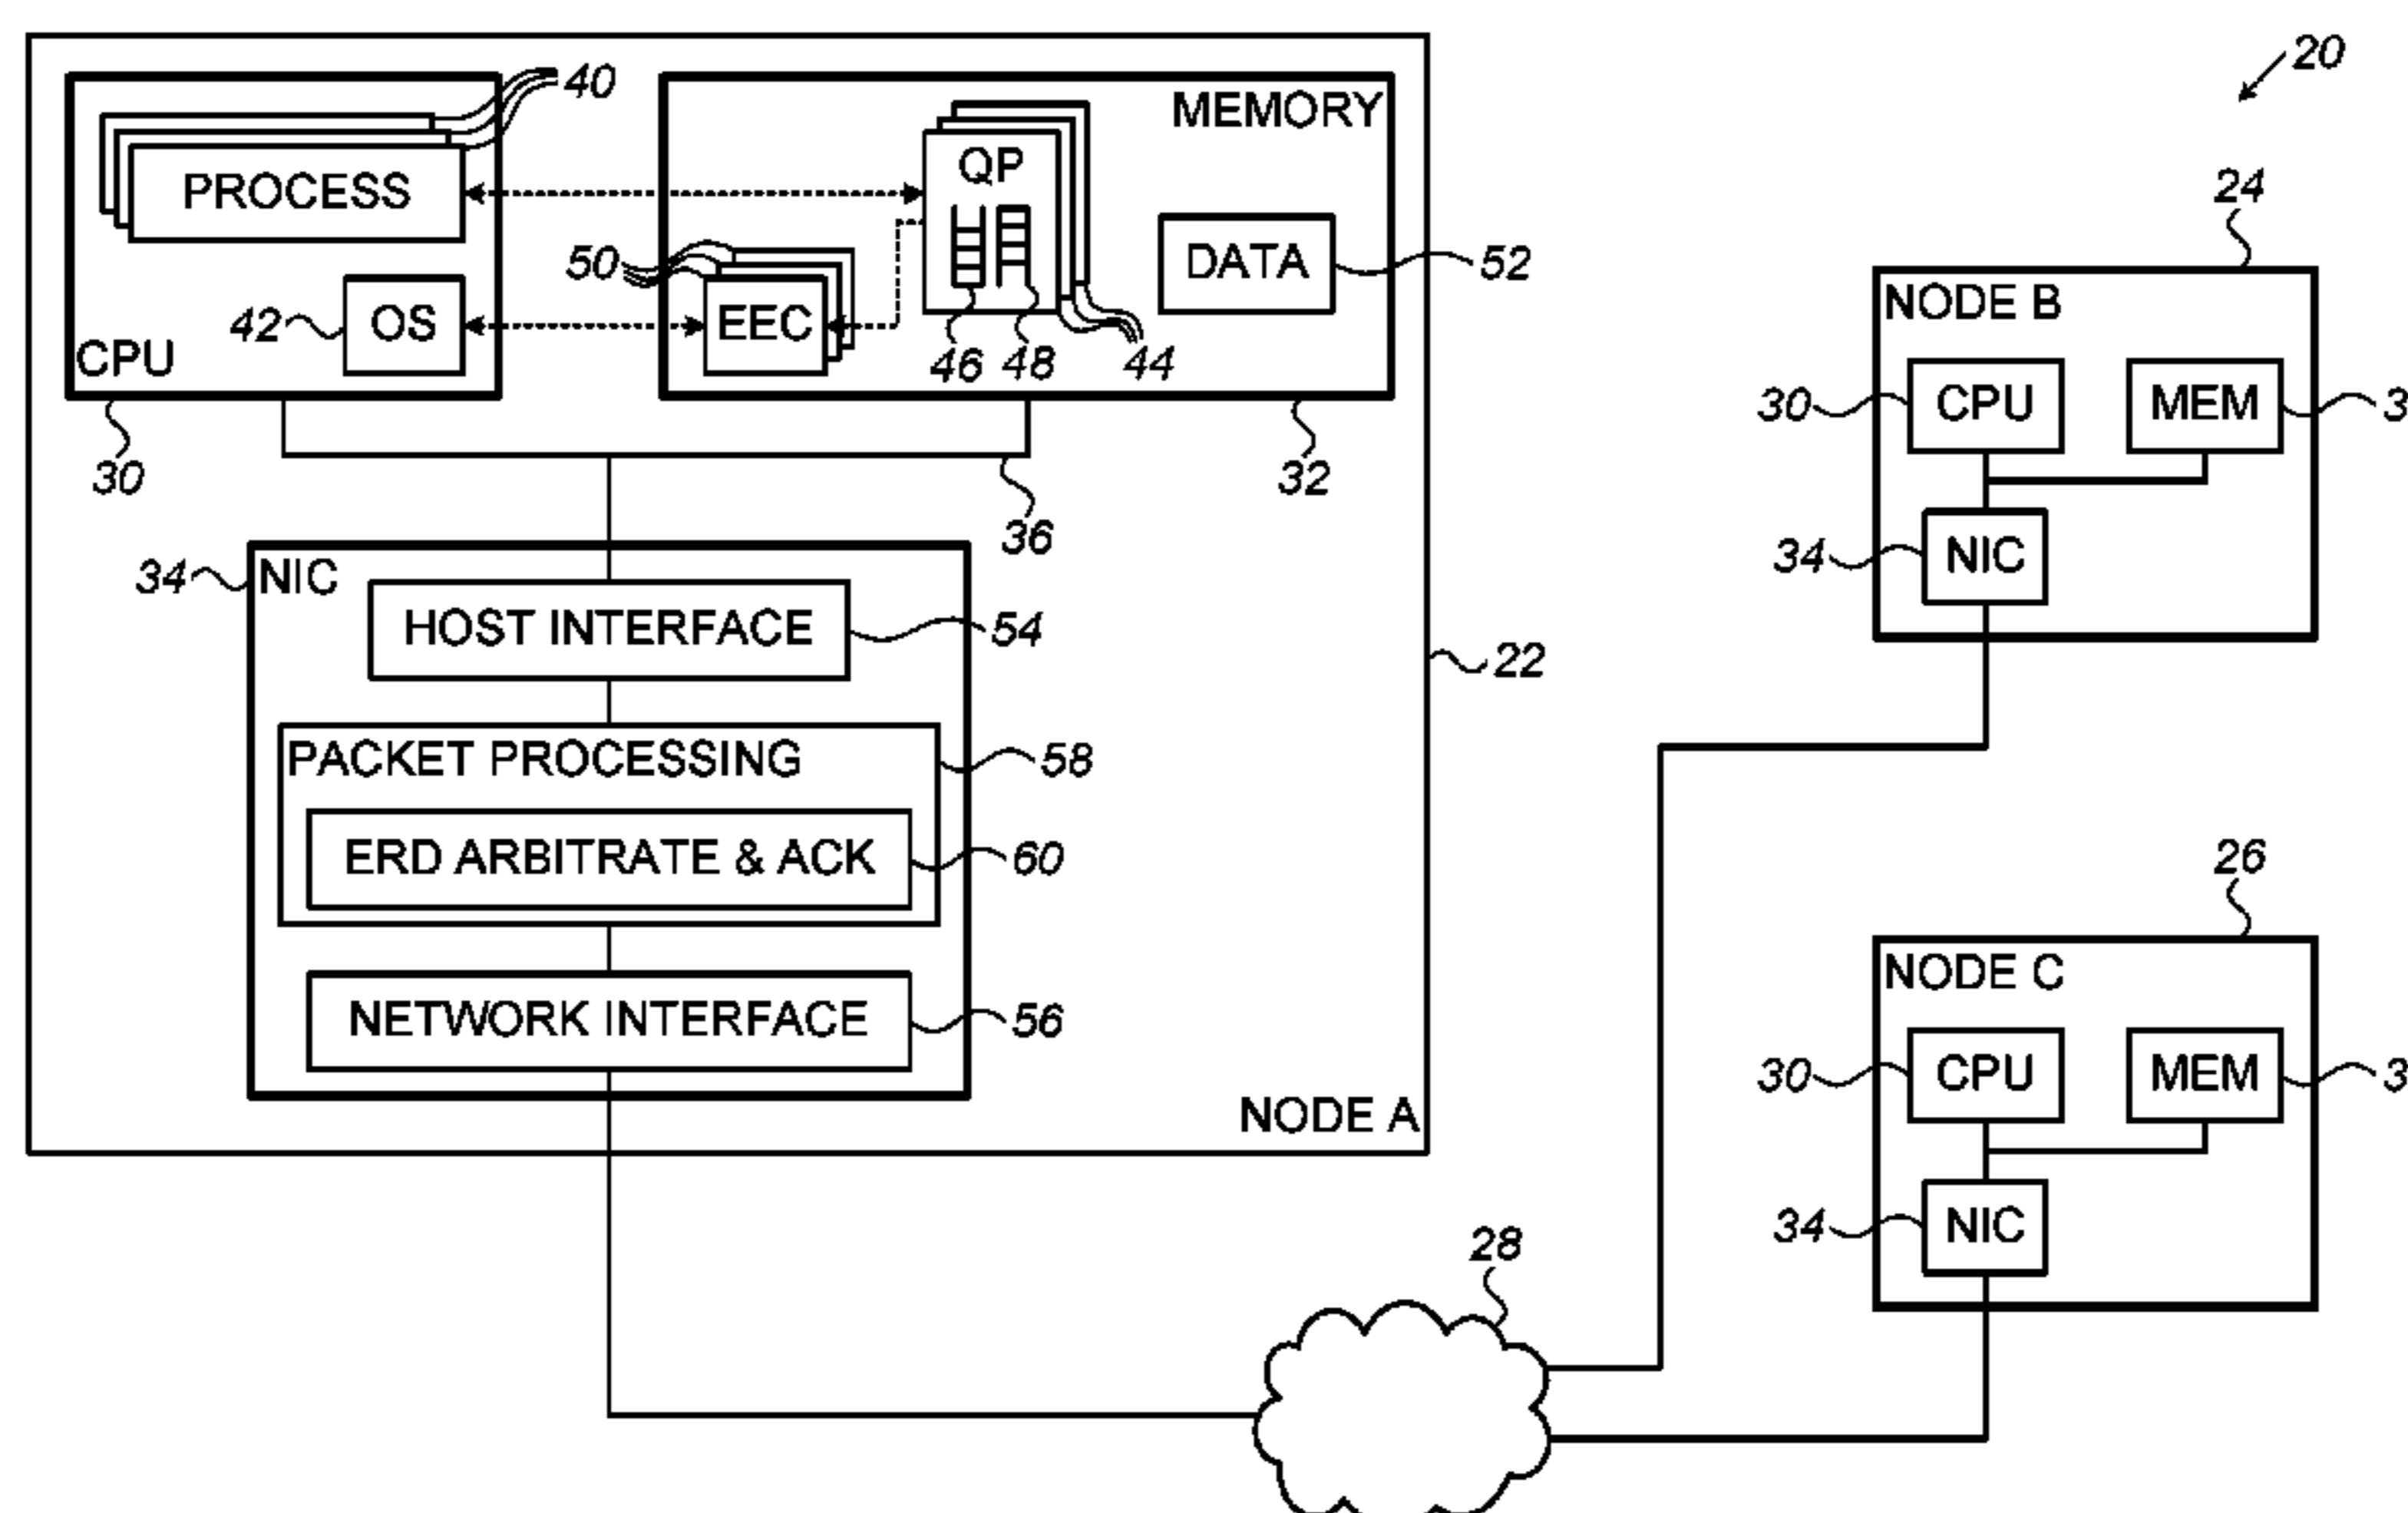 20
40
MEMORY
PROCESS
QP
50
DATA
52
42
OS
EEC
CPU
46
48
44
30
32
36
34
NIC
HOST INTERFACE
54
22
PACKET PROCESSING
58
ERD ARBITRATE & ACK
60
NETWORK INTERFACE
56
NODE A
24
NODE B
30
CPU
MEM
3
34
NIC
26
NODE C
30
CPU
MEM
3
34
NIC
28